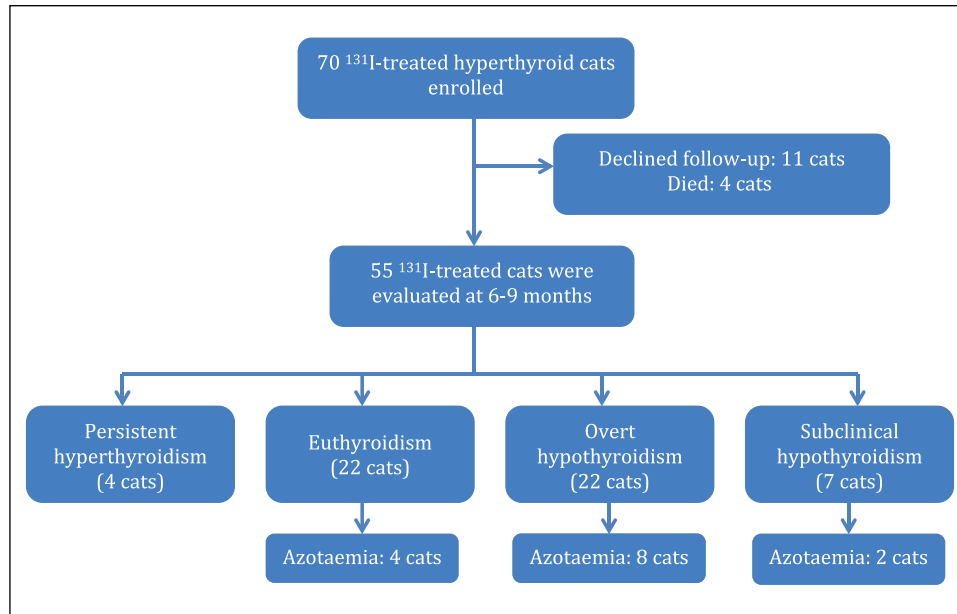 70 ¹³¹I-treated hyperthyroid cats
enrolled
Declined follow-up: 11 cats
Died: 4 cats
55 ¹³¹I-treated cats were
evaluated at 6-9 months
Persistent
hyperthyroidism
(4 cats)
Euthyroidism
(22 cats)
Overt
hypothyroidism
(22 cats)
Subclinical
hypothyroidism
(7 cats)
Azotaemia: 4 cats
Azotaemia: 8 cats
Azotaemia: 2 cats